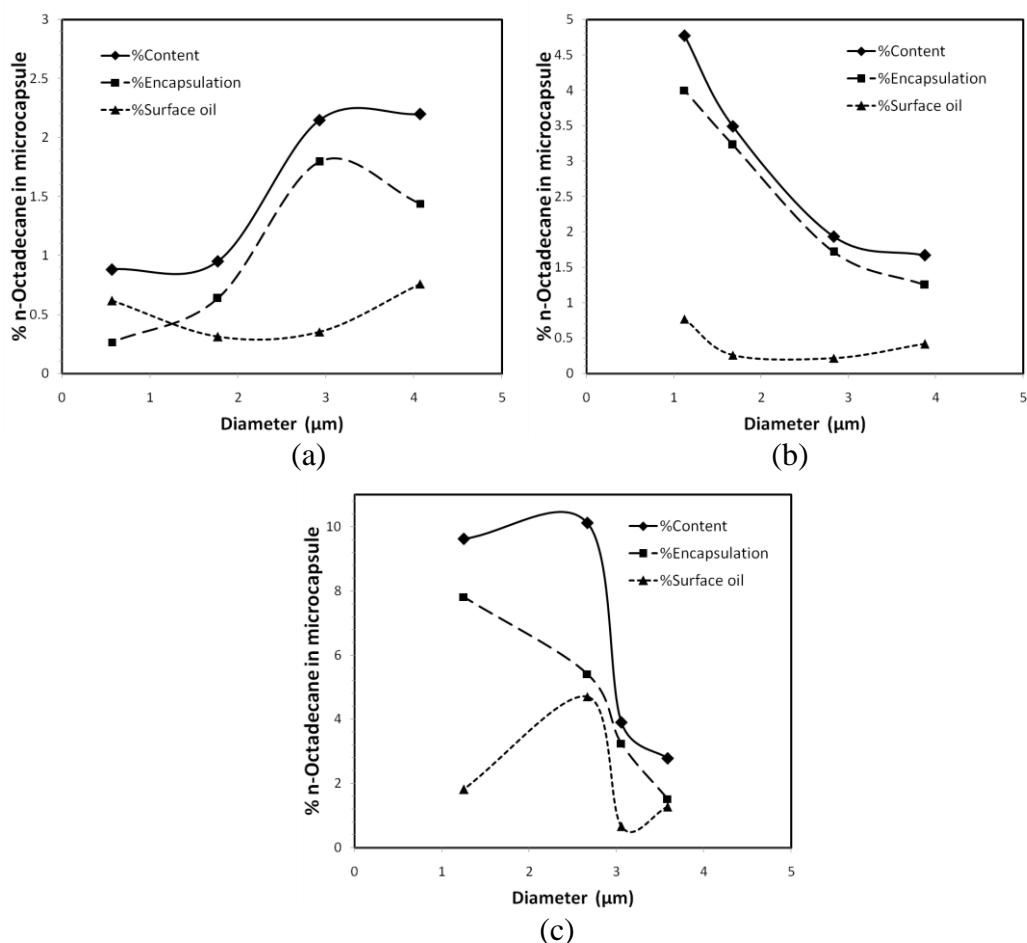 3
2.5
2
1.5
1
0.5
0
%Content
%Encapsulation
%Surface oil
% n-Octadecane in microcapsule
0 1 2 3 4 5
Diameter (µm)
(a)
5
4.5
4
3.5
3
2.5
2
1.5
1
0.5
0
%Content
%Encapsulation
%Surface oil
% n-Octadecane in microcapsule
0 1 2 3 4 5
Diameter (µm)
(b)
10
8
6
4
2
0
%Content
%Encapsulation
%Surface oil
% n-Octadecane in microcapsule
0 1 2 3 4 5
Diameter (µm)
(c)